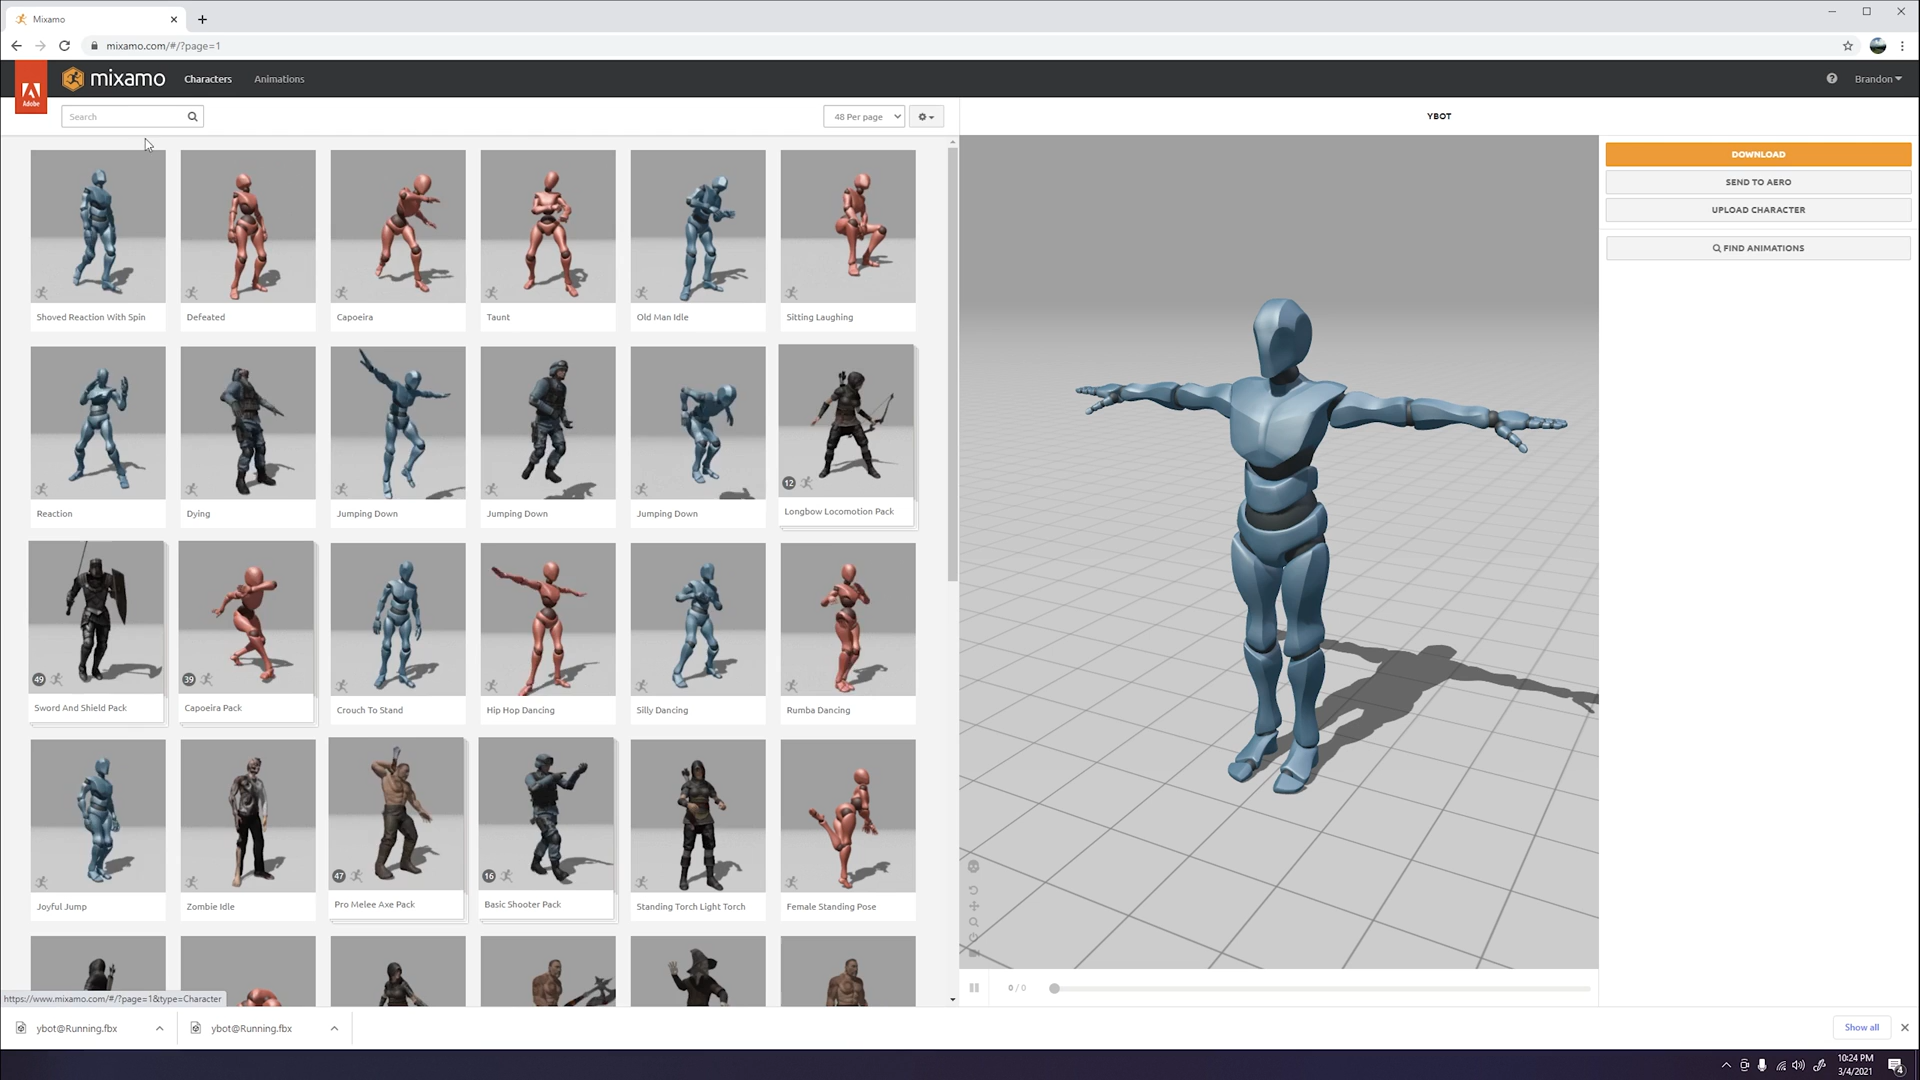 Mixamo
mixamo.com/#/?page=1
Adobe
mixamo
Characters
Animations
Brandon
Search
48 Per page
YBOT
DOWNLOAD
SEND TO AERO
UPLOAD CHARACTER
FIND ANIMATIONS
Shoved Reaction With Spin
Defeated
Capoeira
Taunt
Old Man Idle
Sitting Laughing
Reaction
Dying
Jumping Down
Jumping Down
Jumping Down
12
Longbow Locomotion Pack
49
Sword And Shield Pack
39
Capoeira Pack
Crouch To Stand
Hip Hop Dancing
Silly Dancing
Rumba Dancing
Joyful Jump
Zombie Idle
47
Pro Melee Axe Pack
16
Basic Shooter Pack
Standing Torch Light Torch
Female Standing Pose
0 / 0
https://www.mixamo.com/#/?page=1&type=Character
ybot@Running.fbx
ybot@Running.fbx
Show all
10:24 PM
3/4/2021
4